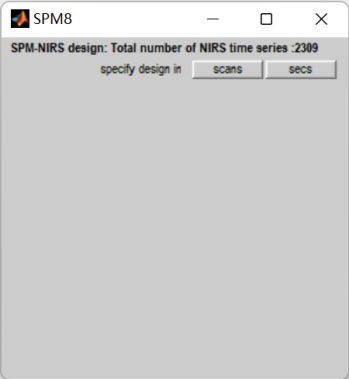 SPM8
SPM-NIRS design: Total number of NIRS time series :2309
specify design in scans secs